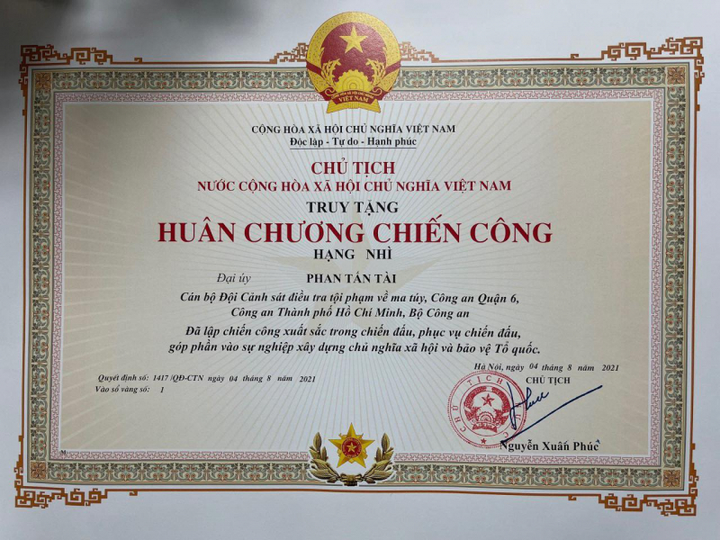 VIỆT NAM
CỘNG HÒA XÃ HỘI CHỦ NGHĨA VIỆT NAM
Độc lập - Tự do - Hạnh phúc
CHỦ TỊCH
NƯỚC CỘNG HÒA XÃ HỘI CHỦ NGHĨA VIỆT NAM
TRUY TẶNG
HUÂN CHƯƠNG CHIẾN CÔNG
HẠNG NHÌ
Đại úy PHAN TẤN TÀI
Cán bộ Đội Cảnh sát điều tra tội phạm về ma túy, Công an Quận 6,
Công an Thành phố Hồ Chí Minh, Bộ Công an
Đã lập chiến công xuất sắc trong chiến đấu, phục vụ chiến đấu,
góp phần vào sự nghiệp xây dựng chủ nghĩa xã hội và bảo vệ Tổ quốc.
Quyết định số: 1417/QĐ-CTN ngày 04 tháng 8 năm 2021
Vào sổ vàng số: 1
Hà Nội, ngày 04 tháng 8 năm 2021
CHỦ TỊCH
CHỦ TỊCH
Nguyễn Xuân Phúc
M